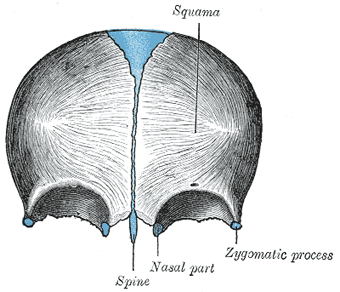 Squama
Zygomatic process
Nasal part
Spine